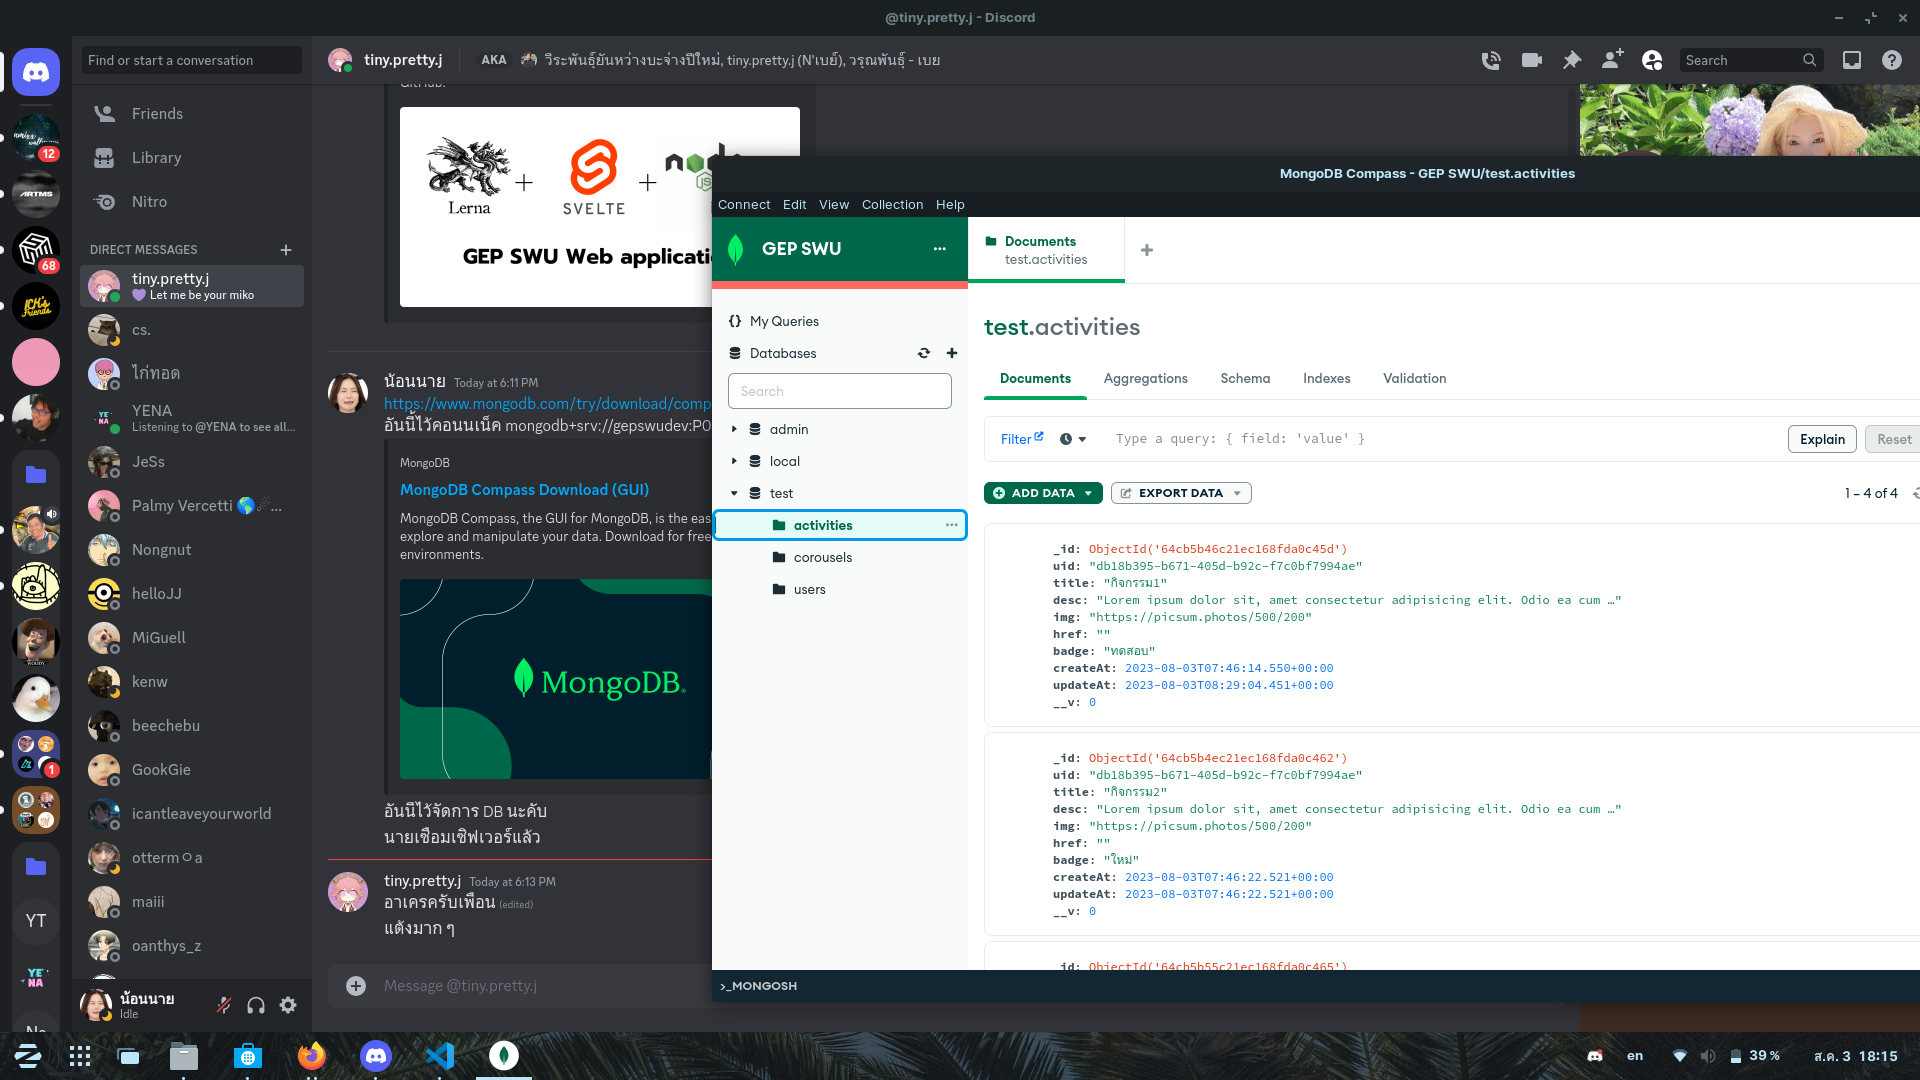 @tiny.pretty.j - Discord
Find or start a conversation
tiny.pretty.j
AKA
วีระพันธุ์ยันหว่างบะจ่างปีใหม่, tiny.pretty.j (N'เบย์), วรุณพันธุ์ - เบย
Search
Friends
Library
Nitro
DIRECT MESSAGES
tiny.pretty.j
Let me be your miko
cs.
ไก่ทอด
YENA
Listening to @YENA to see all...
JeSs
Palmy Vercetti
Nongnut
helloJJ
MiGuell
kenw
beechebu
GookGie
icantleaveyourworld
ottermㅇa
maiii
oanthys_z
น้อนนาย
Idle
12
68
1
YT
YE
NA
GitHub.
Lerna
+
SVELTE
+
node
JS
GEP SWU Web applicati
น้อนนาย Today at 6:11 PM
https://www.mongodb.com/try/download/comp
อันนี้ไว้คอนนเน็ค mongodb+srv://gepswudev:P0
MongoDB
MongoDB Compass Download (GUI)
MongoDB Compass, the GUI for MongoDB, is the eas
explore and manipulate your data. Download for free
environments.
MongoDB.
อันนี้ไว้จัดการ DB นะคับ
นายเชื่อมเซิฟเวอร์แล้ว
tiny.pretty.j Today at 6:13 PM
อาเครครับเพื่อน (edited)
แต้งมาก ๆ
Message @tiny.pretty.j
MongoDB Compass - GEP SWU/test.activities
Connect Edit View Collection Help
GEP SWU
My Queries
Databases
Search
admin
local
test
activities
corousels
users
Documents
test.activities
test.activities
Documents Aggregations Schema Indexes Validation
Filter
Type a query: { field: 'value' }
Explain
Reset
ADD DATA
EXPORT DATA
1 – 4 of 4
_id: ObjectId('64cb5b46c21ec168fda0c45d')
uid: "db18b395-b671-405d-b92c-f7c0bf7994ae"
title: "กิจกรรม1"
desc: "Lorem ipsum dolor sit, amet consectetur adipisicing elit. Odio ea cum …"
img: "https://picsum.photos/500/200"
href: ""
badge: "ทดสอบ"
createAt: 2023-08-03T07:46:14.550+00:00
updateAt: 2023-08-03T08:29:04.451+00:00
__v: 0
_id: ObjectId('64cb5b4ec21ec168fda0c462')
uid: "db18b395-b671-405d-b92c-f7c0bf7994ae"
title: "กิจกรรม2"
desc: "Lorem ipsum dolor sit, amet consectetur adipisicing elit. Odio ea cum …"
img: "https://picsum.photos/500/200"
href: ""
badge: "ใหม่"
createAt: 2023-08-03T07:46:22.521+00:00
updateAt: 2023-08-03T07:46:22.521+00:00
__v: 0
_id: ObjectId('64cb5b55c21ec168fda0c465')
>_MONGOSH
en
39 %
ส.ค. 3 18:15